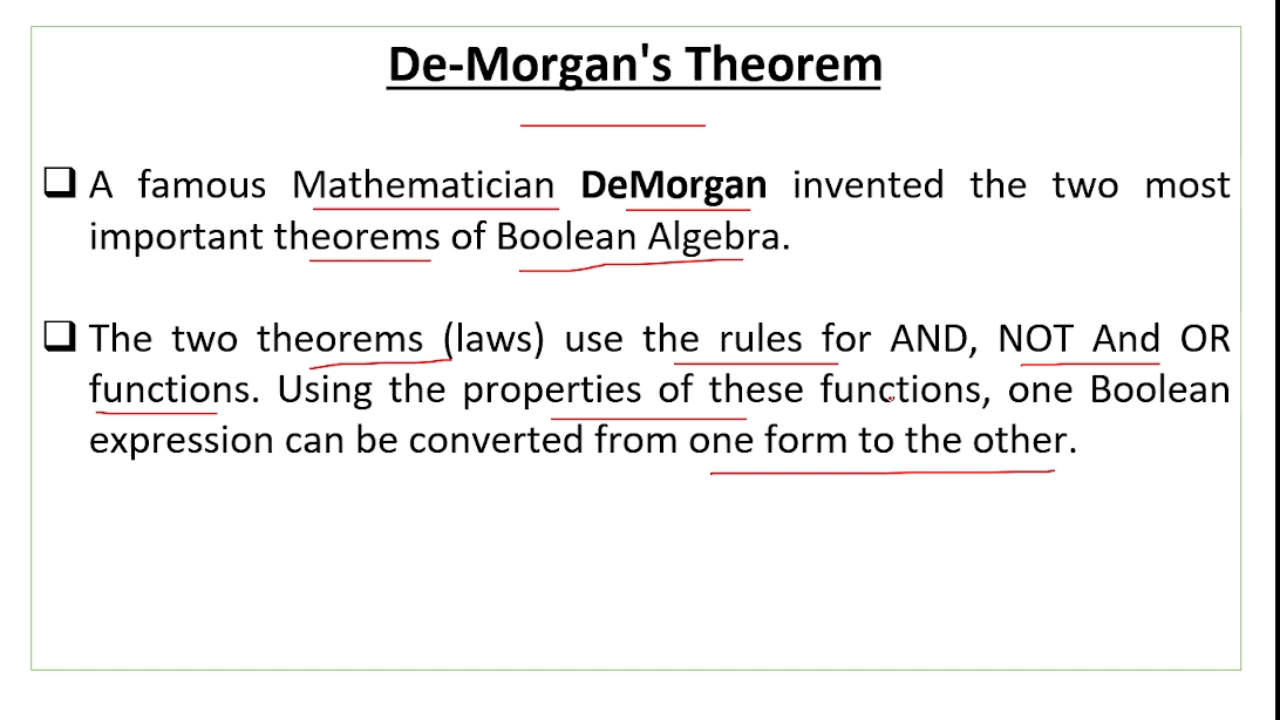 De-Morgan's Theorem
A famous Mathematician DeMorgan invented the two most
important theorems of Boolean Algebra.
The two theorems (laws) use the rules for AND, NOT And OR
functions. Using the properties of these functions, one Boolean
expression can be converted from one form to the other.